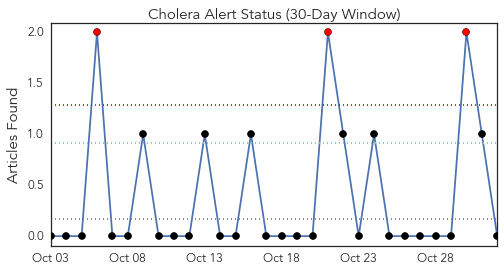 Cholera Alert Status (30-Day Window)
2.0
1.5
1.0
0.5
0.0
Articles Found
Oct 03 Oct 08 Oct 13 Oct 18 Oct 23 Oct 28